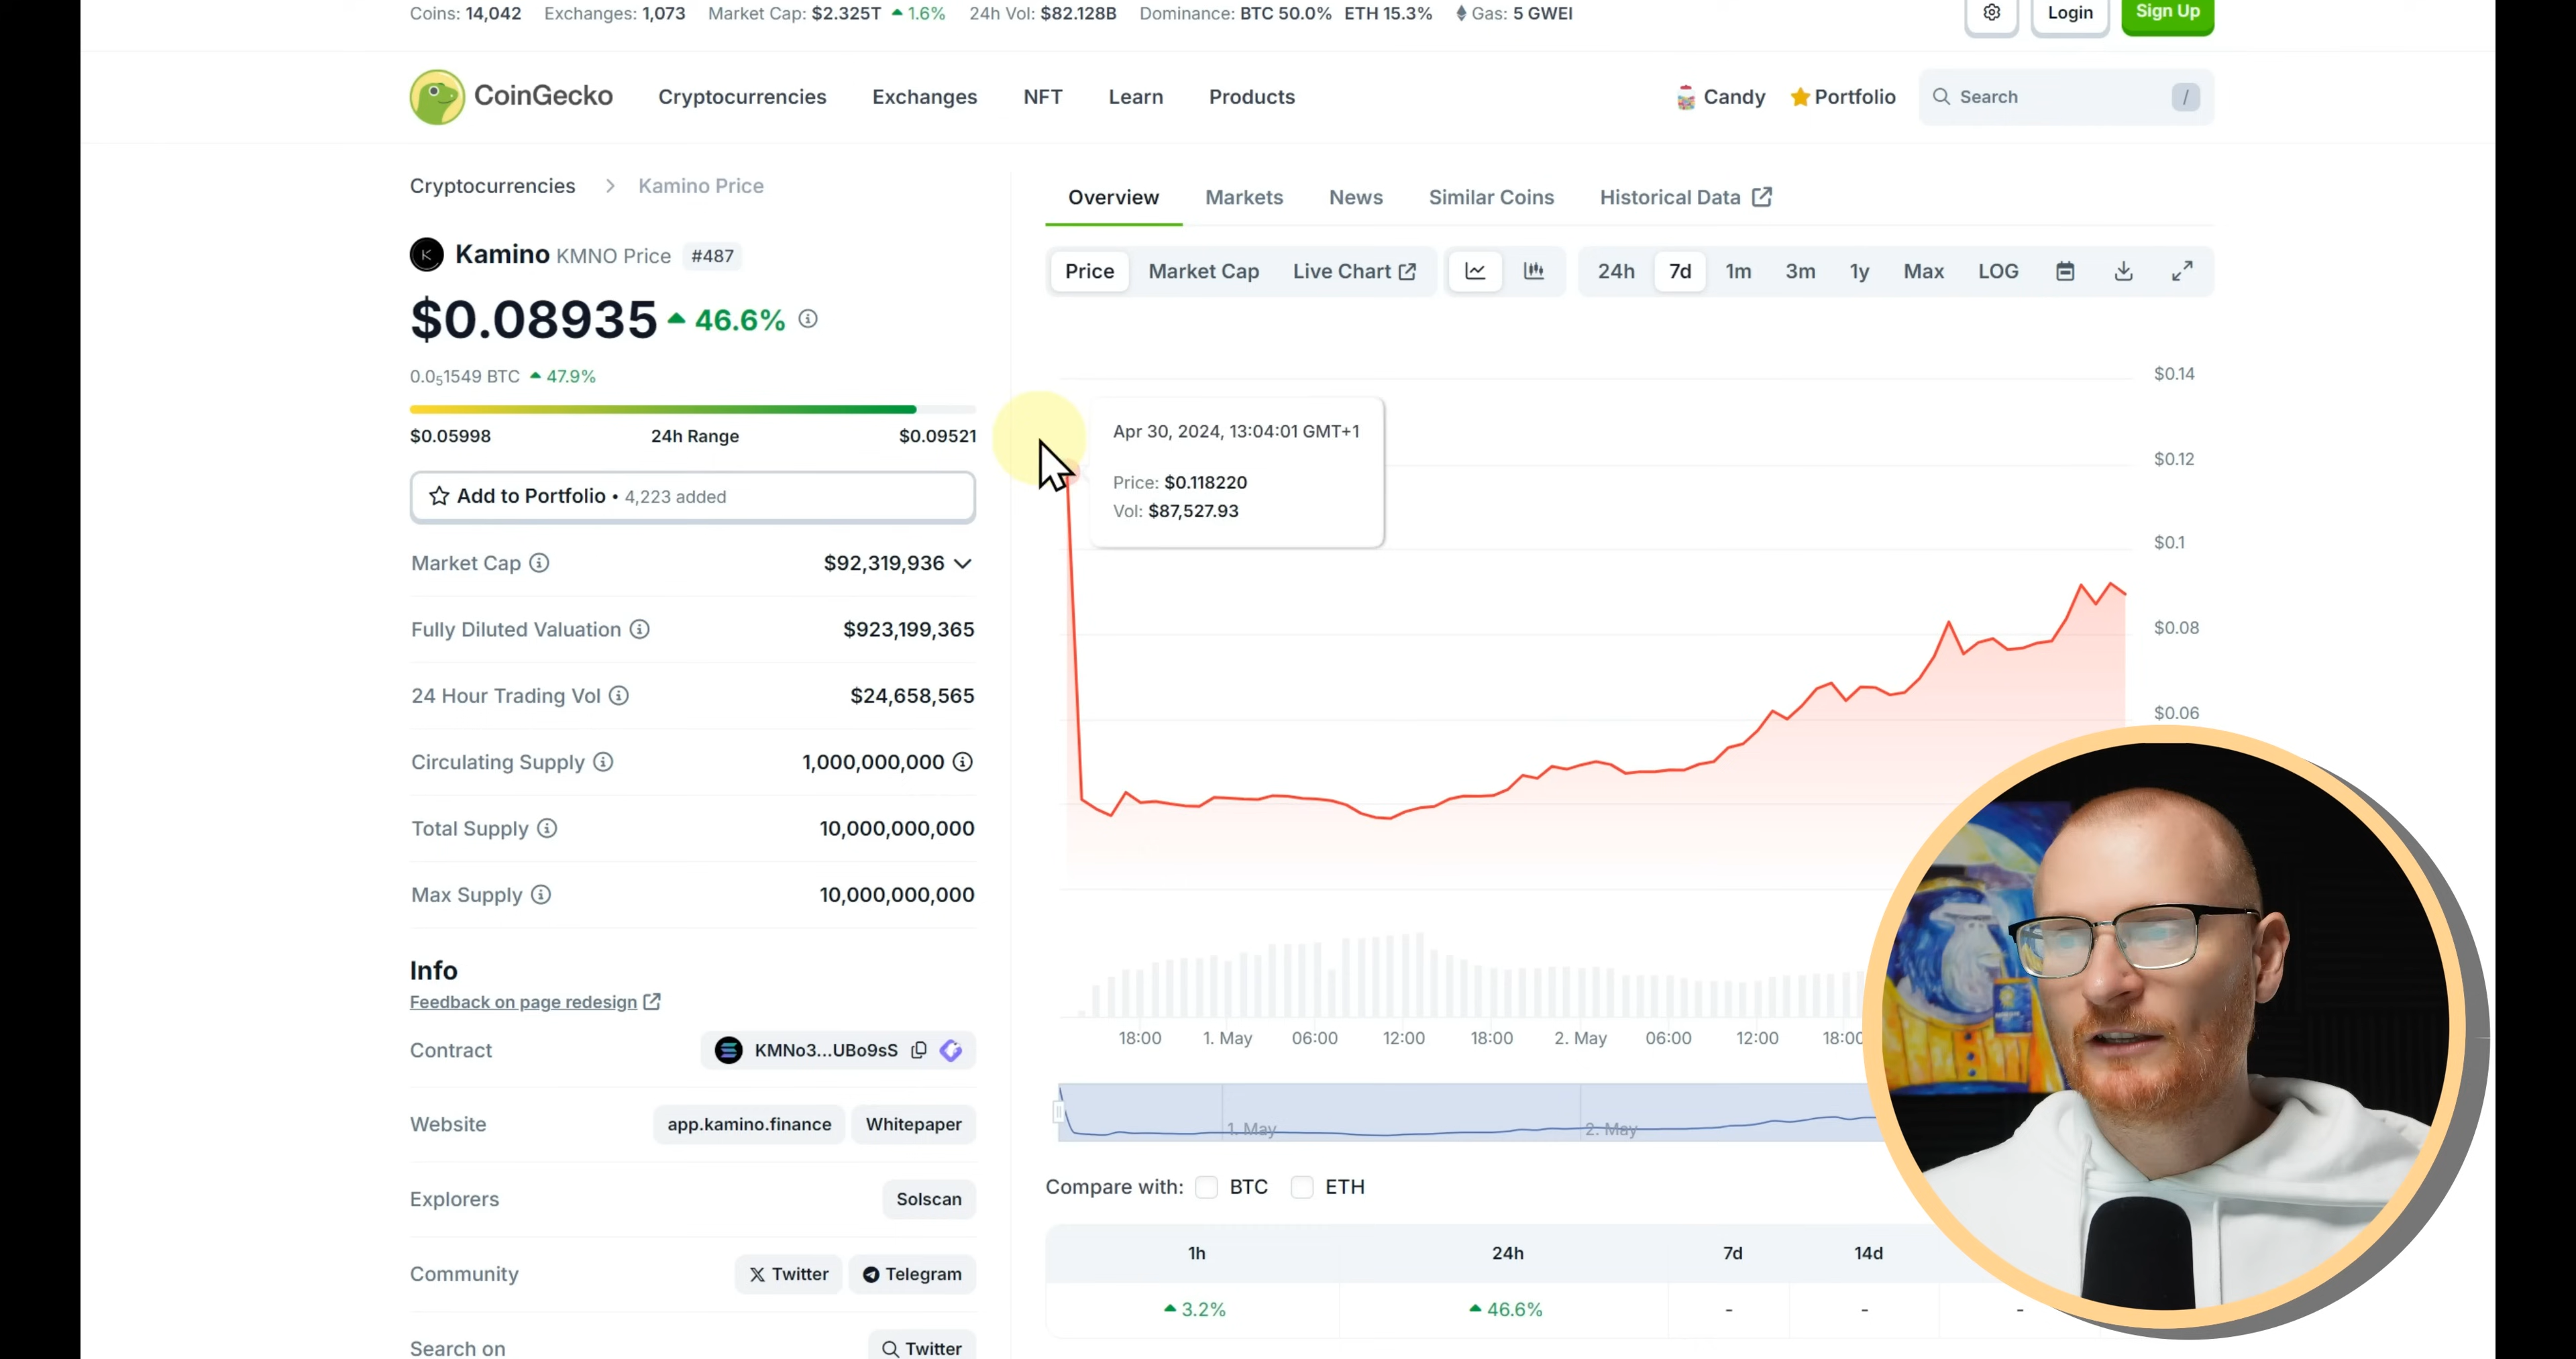 Coins: 14,042 Exchanges: 1,073 Market Cap: $2.325T 1.6% 24h Vol: $82.128B Dominance: BTC 50.0% ETH 15.3% Gas: 5 GWEI Login Sign Up
CoinGecko Cryptocurrencies Exchanges NFT Learn Products Candy Portfolio Search /
Cryptocurrencies > Kamino Price
Kamino KMNO Price #487
$0.08935 46.6%
0.0₅1549 BTC 47.9%
$0.05998 24h Range $0.09521
Add to Portfolio • 4,223 added
Market Cap $92,319,936
Fully Diluted Valuation $923,199,365
24 Hour Trading Vol $24,658,565
Circulating Supply 1,000,000,000
Total Supply 10,000,000,000
Max Supply 10,000,000,000
Info
Feedback on page redesign
Contract KMNo3...UBo9sS
Website app.kamino.finance Whitepaper
Explorers Solscan
Community Twitter Telegram
Search on Twitter
Overview Markets News Similar Coins Historical Data
Price Market Cap Live Chart 24h 7d 1m 3m 1y Max LOG
$0.14
$0.12
$0.1
$0.08
$0.06
Apr 30, 2024, 13:04:01 GMT+1
Price: $0.118220
Vol: $87,527.93
18:00 1. May 06:00 12:00 18:00 2. May 06:00 12:00 18:00
1. May 2. May
Compare with: BTC ETH
1h 24h 7d 14d
3.2% 46.6% - - -